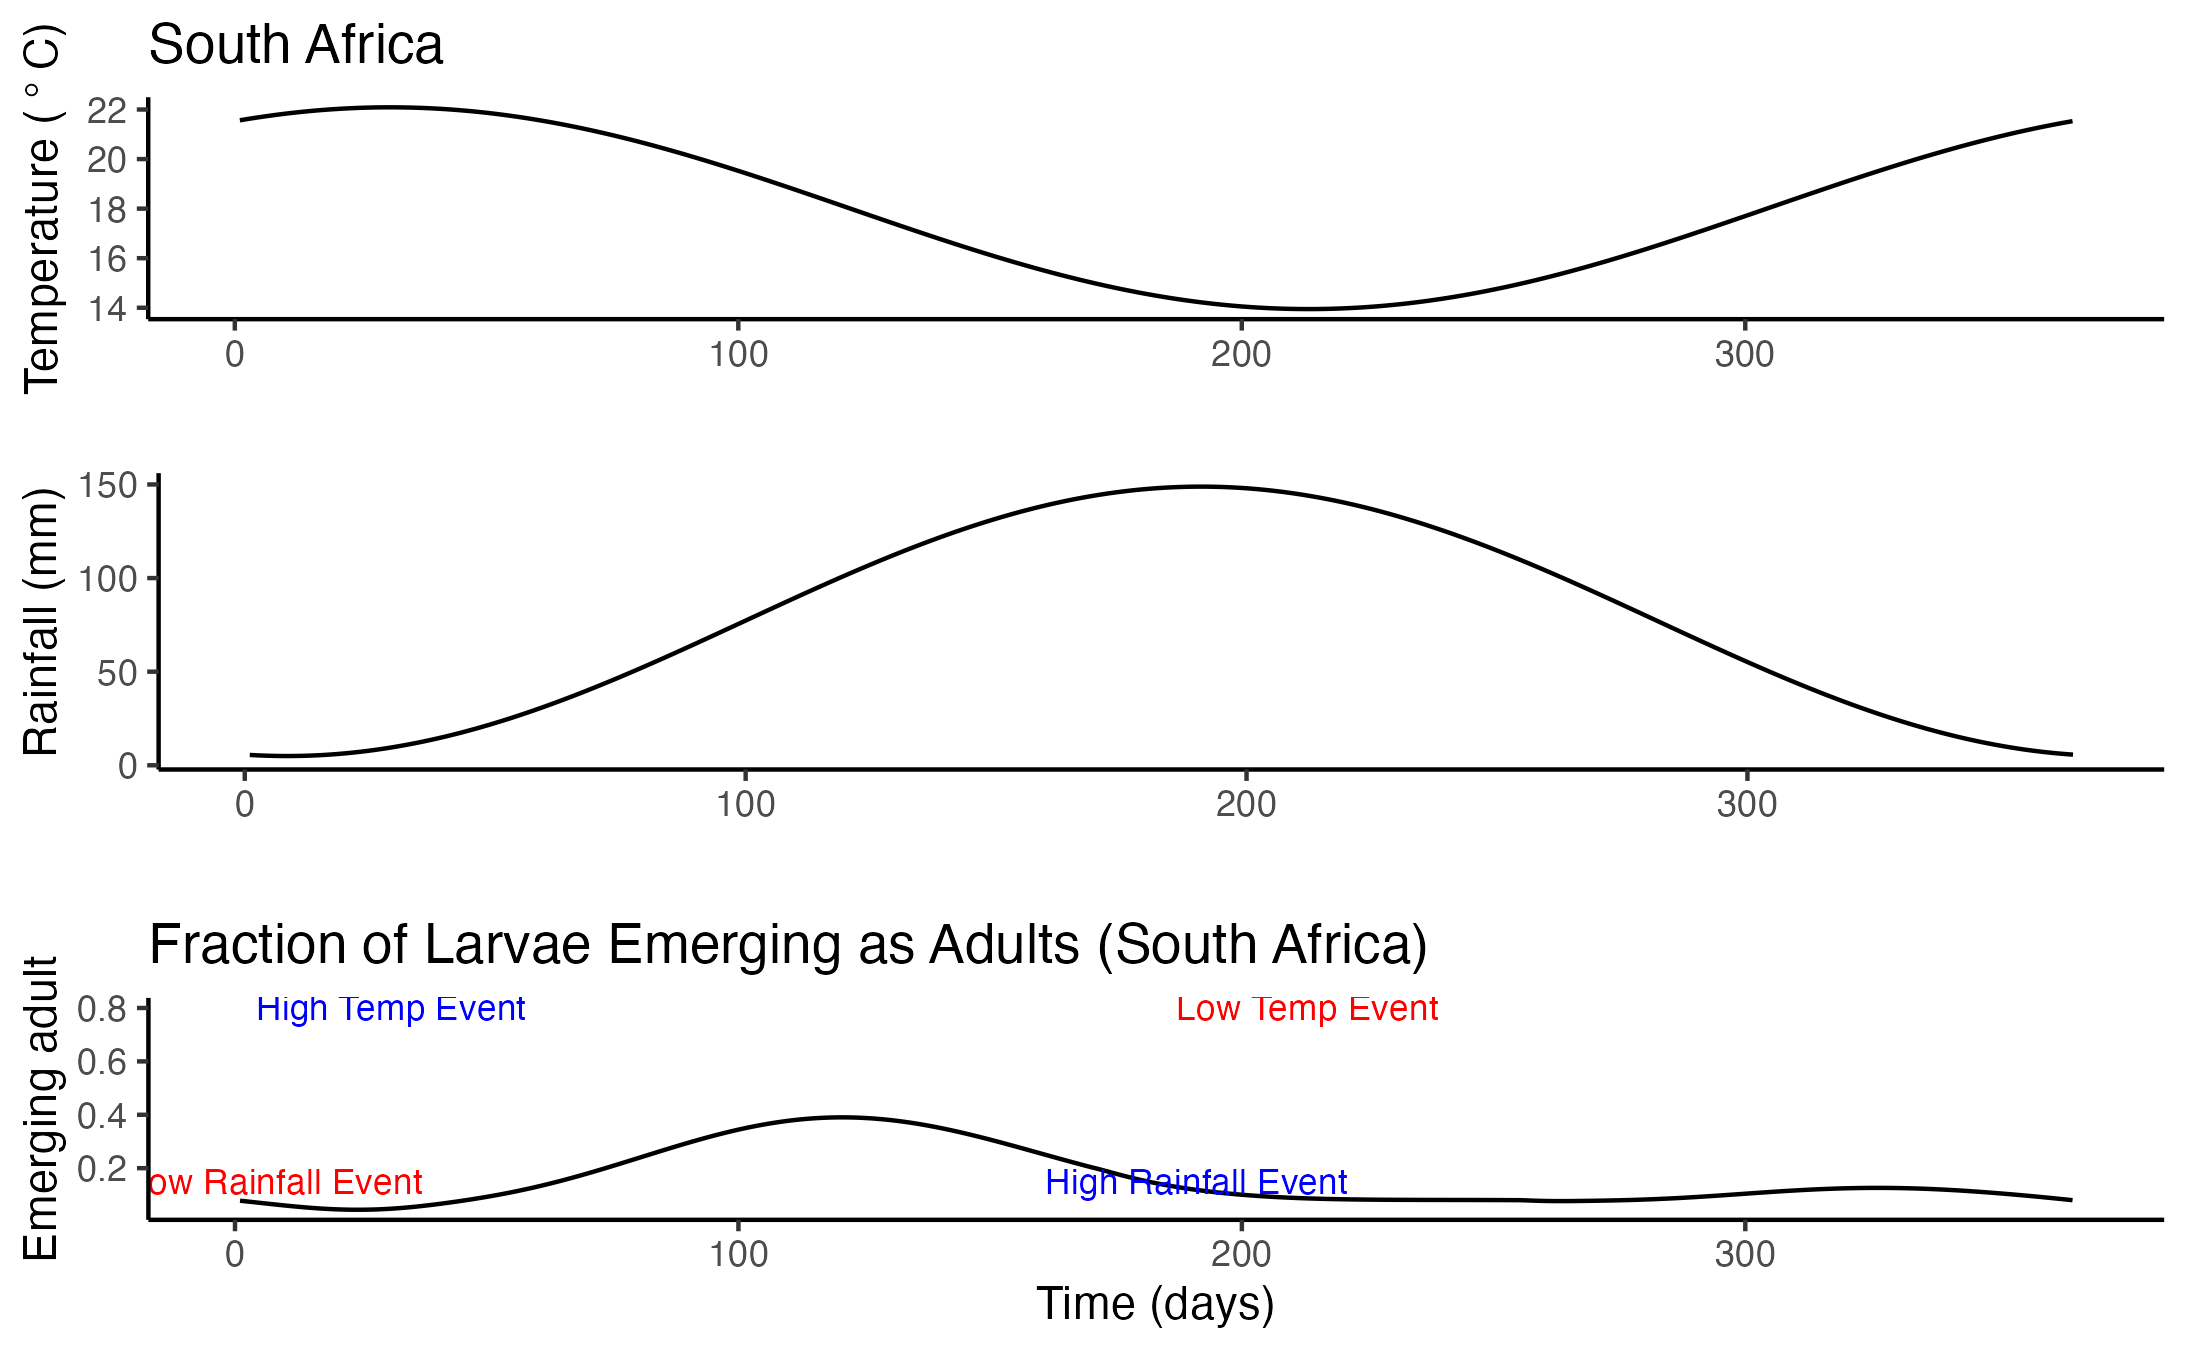 South Africa
Temperature ( ° C)
22
20
18
16
14
0 100 200 300
Rainfall (mm)
150
100
50
0
0 100 200 300
Fraction of Larvae Emerging as Adults (South Africa)
Emerging adult
0.8
0.6
0.4
0.2
High Temp Event Low Temp Event
ow Rainfall Event High Rainfall Event
0 100 200 300
Time (days)